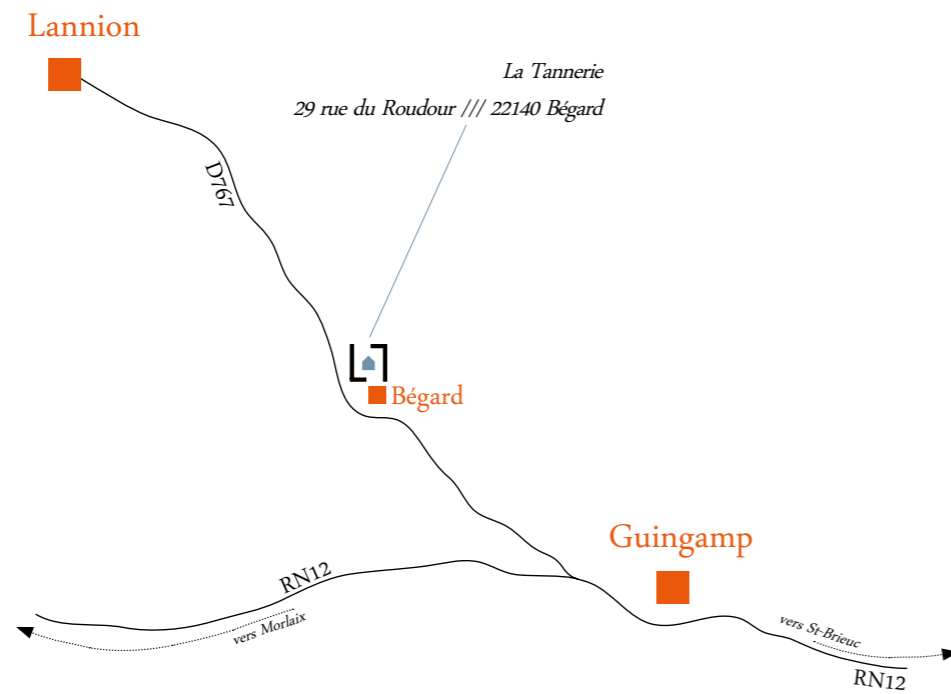 Lannion
La Tannerie
29 rue du Roudour /// 22140 Bégard
D767
Bégard
Guingamp
RN12
vers Morlaix
vers St-Brieuc
RN12